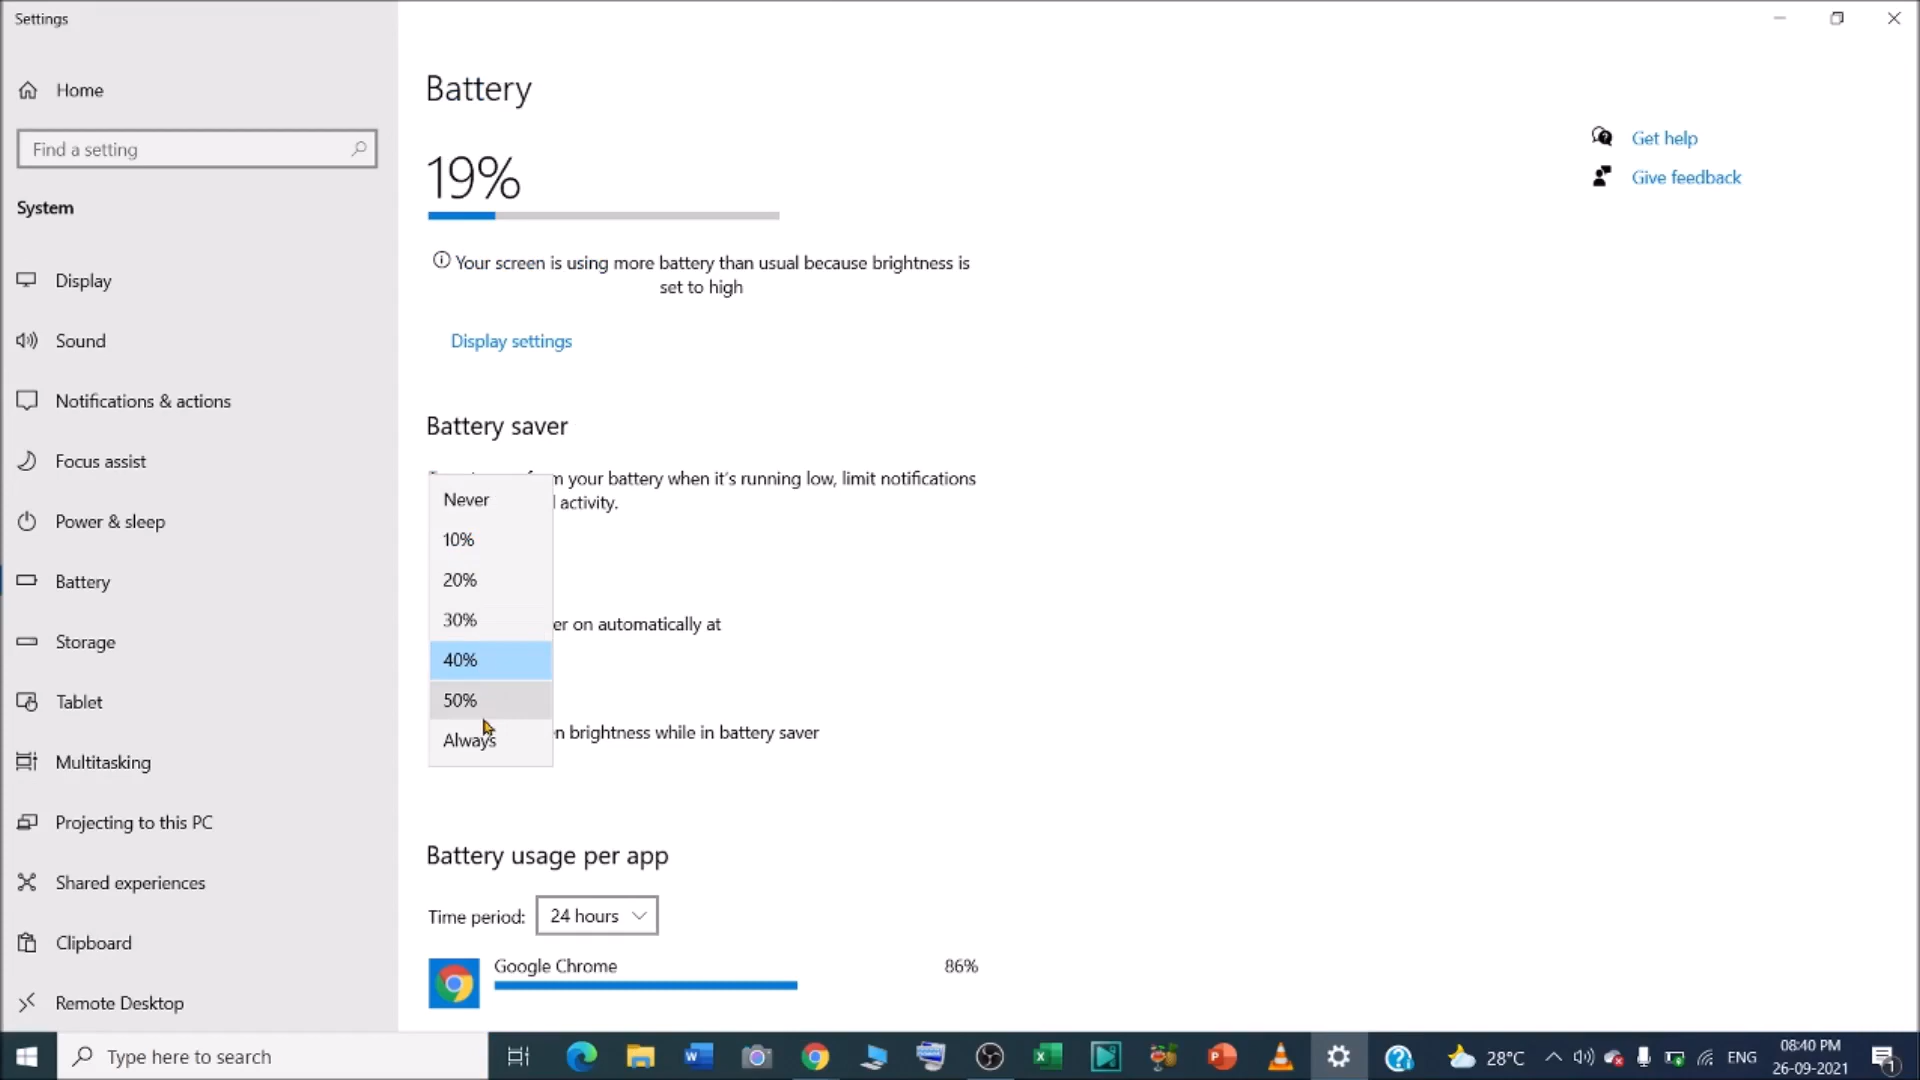 Settings
Home
Find a setting
System
Display
Sound
Notifications & actions
Focus assist
Power & sleep
Battery
Storage
Tablet
Multitasking
Projecting to this PC
Shared experiences
Clipboard
Remote Desktop
Battery
19%
Your screen is using more battery than usual because brightness is
set to high
Display settings
Battery saver
your battery when it's running low, limit notifications
activity.
Never
10%
20%
30%
40%
50%
Always
er on automatically at
n brightness while in battery saver
Battery usage per app
Time period: 24 hours
Google Chrome 86%
Get help
Give feedback
Type here to search
28°C
ENG
08:40 PM
26-09-2021
1